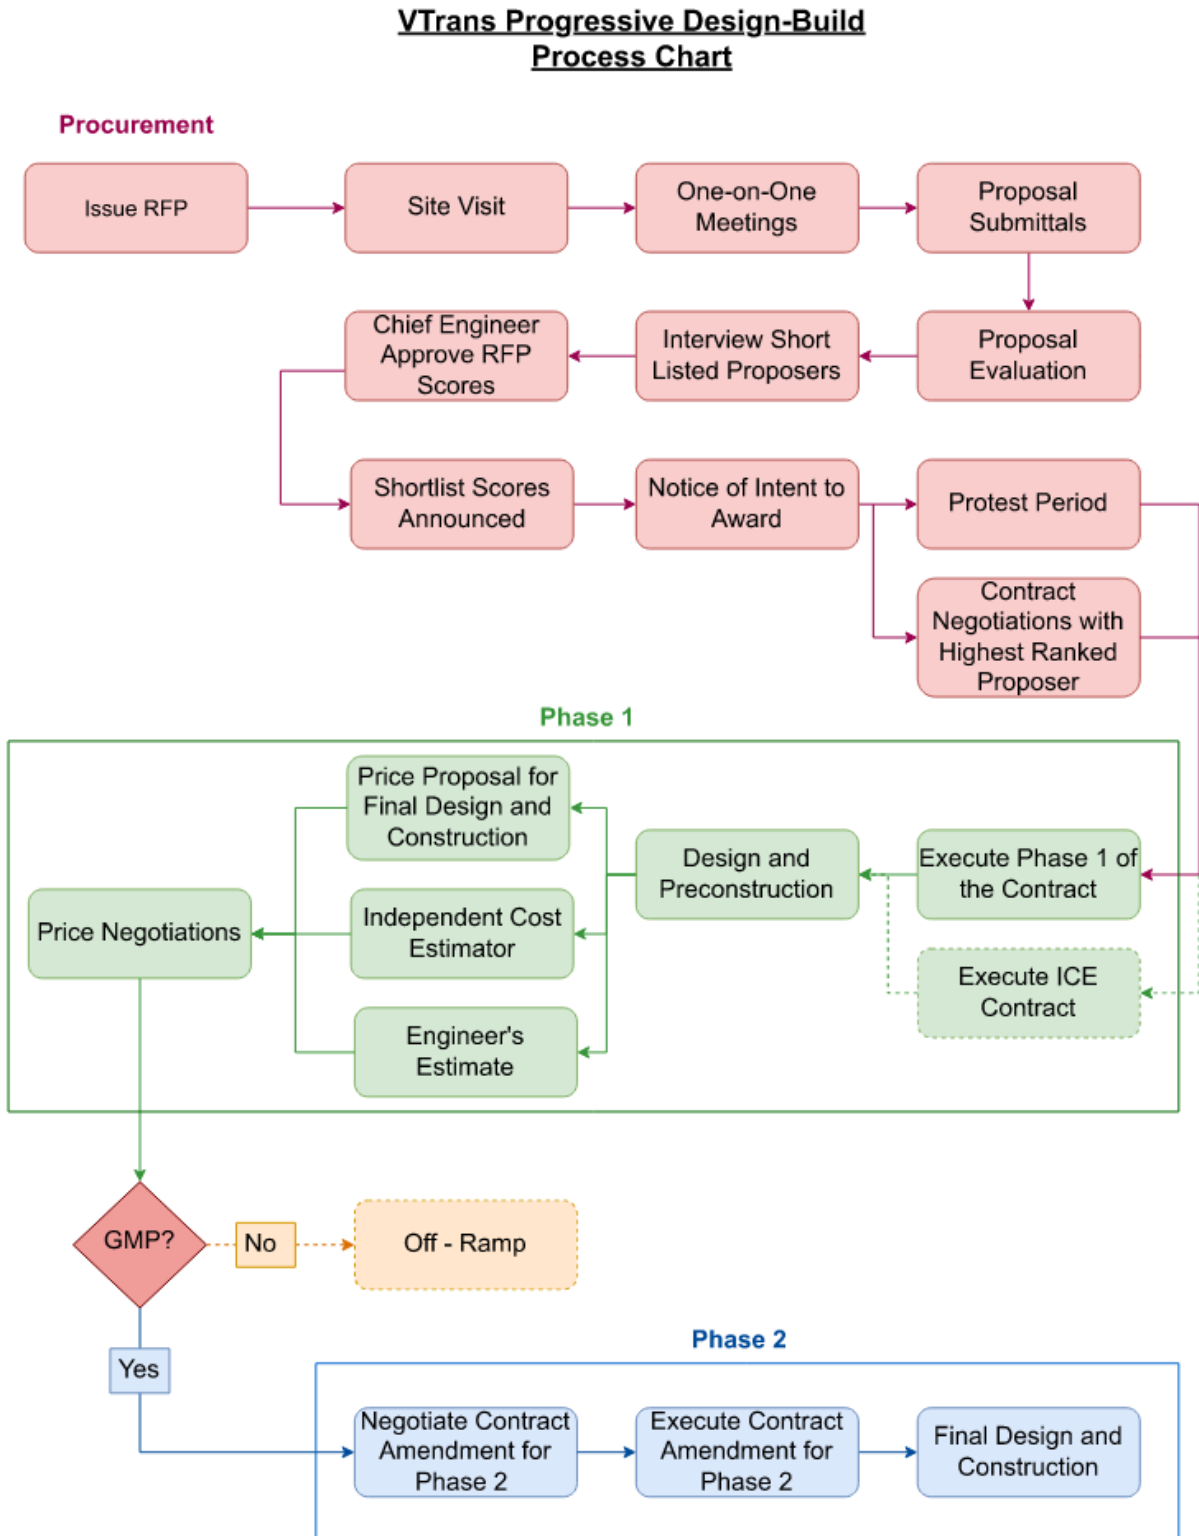 VTrans Progressive Design-Build
Process Chart
Procurement
Issue RFP
Site Visit
One-on-One
Meetings
Proposal
Submittals
Chief Engineer
Approve RFP
Scores
Interview Short
Listed Proposers
Proposal
Evaluation
Shortlist Scores
Announced
Notice of Intent to
Award
Protest Period
Contract
Negotiations with
Highest Ranked
Proposer
Phase 1
Price Proposal for
Final Design and
Construction
Design and
Preconstruction
Execute Phase 1 of
the Contract
Price Negotiations
Independent Cost
Estimator
Execute ICE
Contract
Engineer's
Estimate
GMP?
No
Off - Ramp
Yes
Phase 2
Negotiate Contract
Amendment for
Phase 2
Execute Contract
Amendment for
Phase 2
Final Design and
Construction